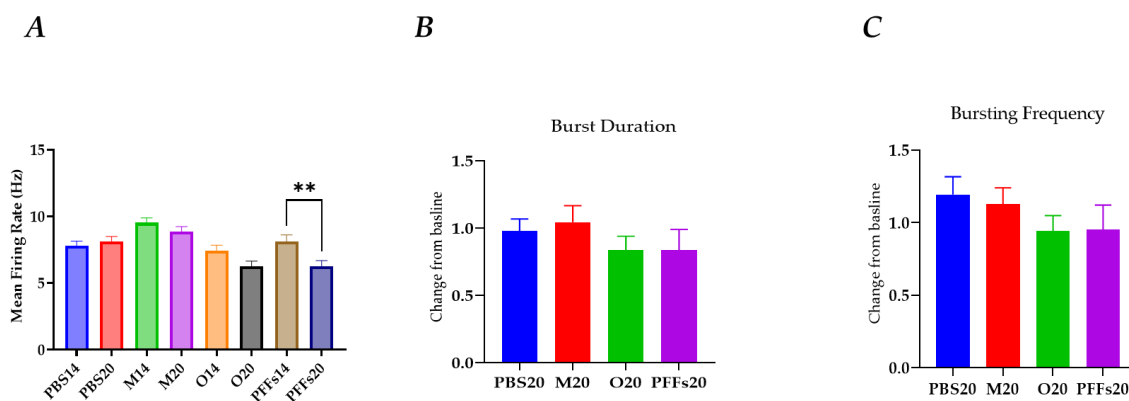 A
B
C
Mean Firing Rate (Hz)
15
10
5
0
**
PBS14
PBS20
M14
M20
O14
O20
PFFs14
PFFs20
Burst Duration
Change from basline
1.5
1.0
0.5
0.0
PBS20
M20
O20
PFFs20
Bursting Frequency
Change from basline
1.5
1.0
0.5
0.0
PBS20
M20
O20
PFFs20